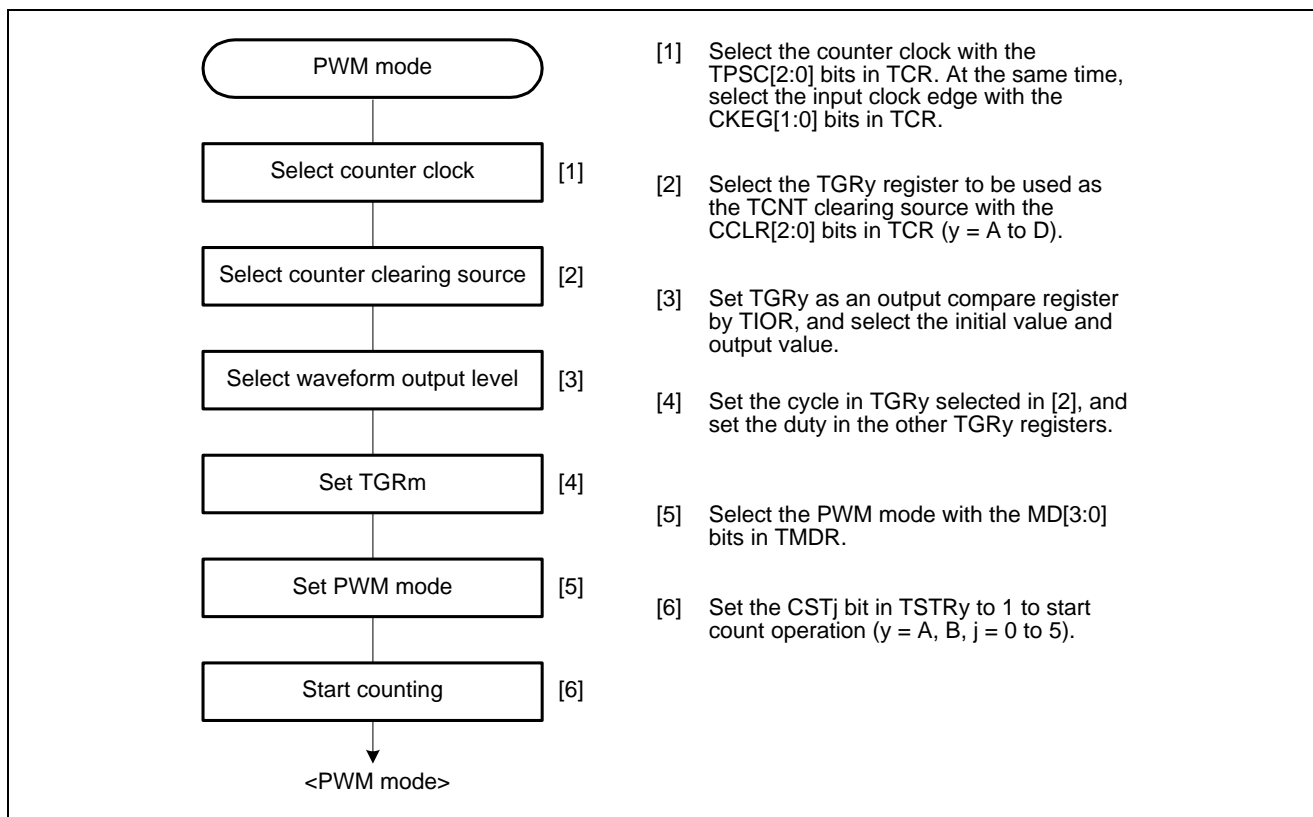 PWM mode
Select counter clock
[1]
Select counter clearing source
[2]
Select waveform output level
[3]
Set TGRm
[4]
Set PWM mode
[5]
Start counting
[6]
<PWM mode>
[1] Select the counter clock with the
TPSC[2:0] bits in TCR. At the same time,
select the input clock edge with the
CKEG[1:0] bits in TCR.
[2] Select the TGRy register to be used as
the TCNT clearing source with the
CCLR[2:0] bits in TCR (y = A to D).
[3] Set TGRy as an output compare register
by TIOR, and select the initial value and
output value.
[4] Set the cycle in TGRy selected in [2], and
set the duty in the other TGRy registers.
[5] Select the PWM mode with the MD[3:0]
bits in TMDR.
[6] Set the CSTj bit in TSTRy to 1 to start
count operation (y = A, B, j = 0 to 5).